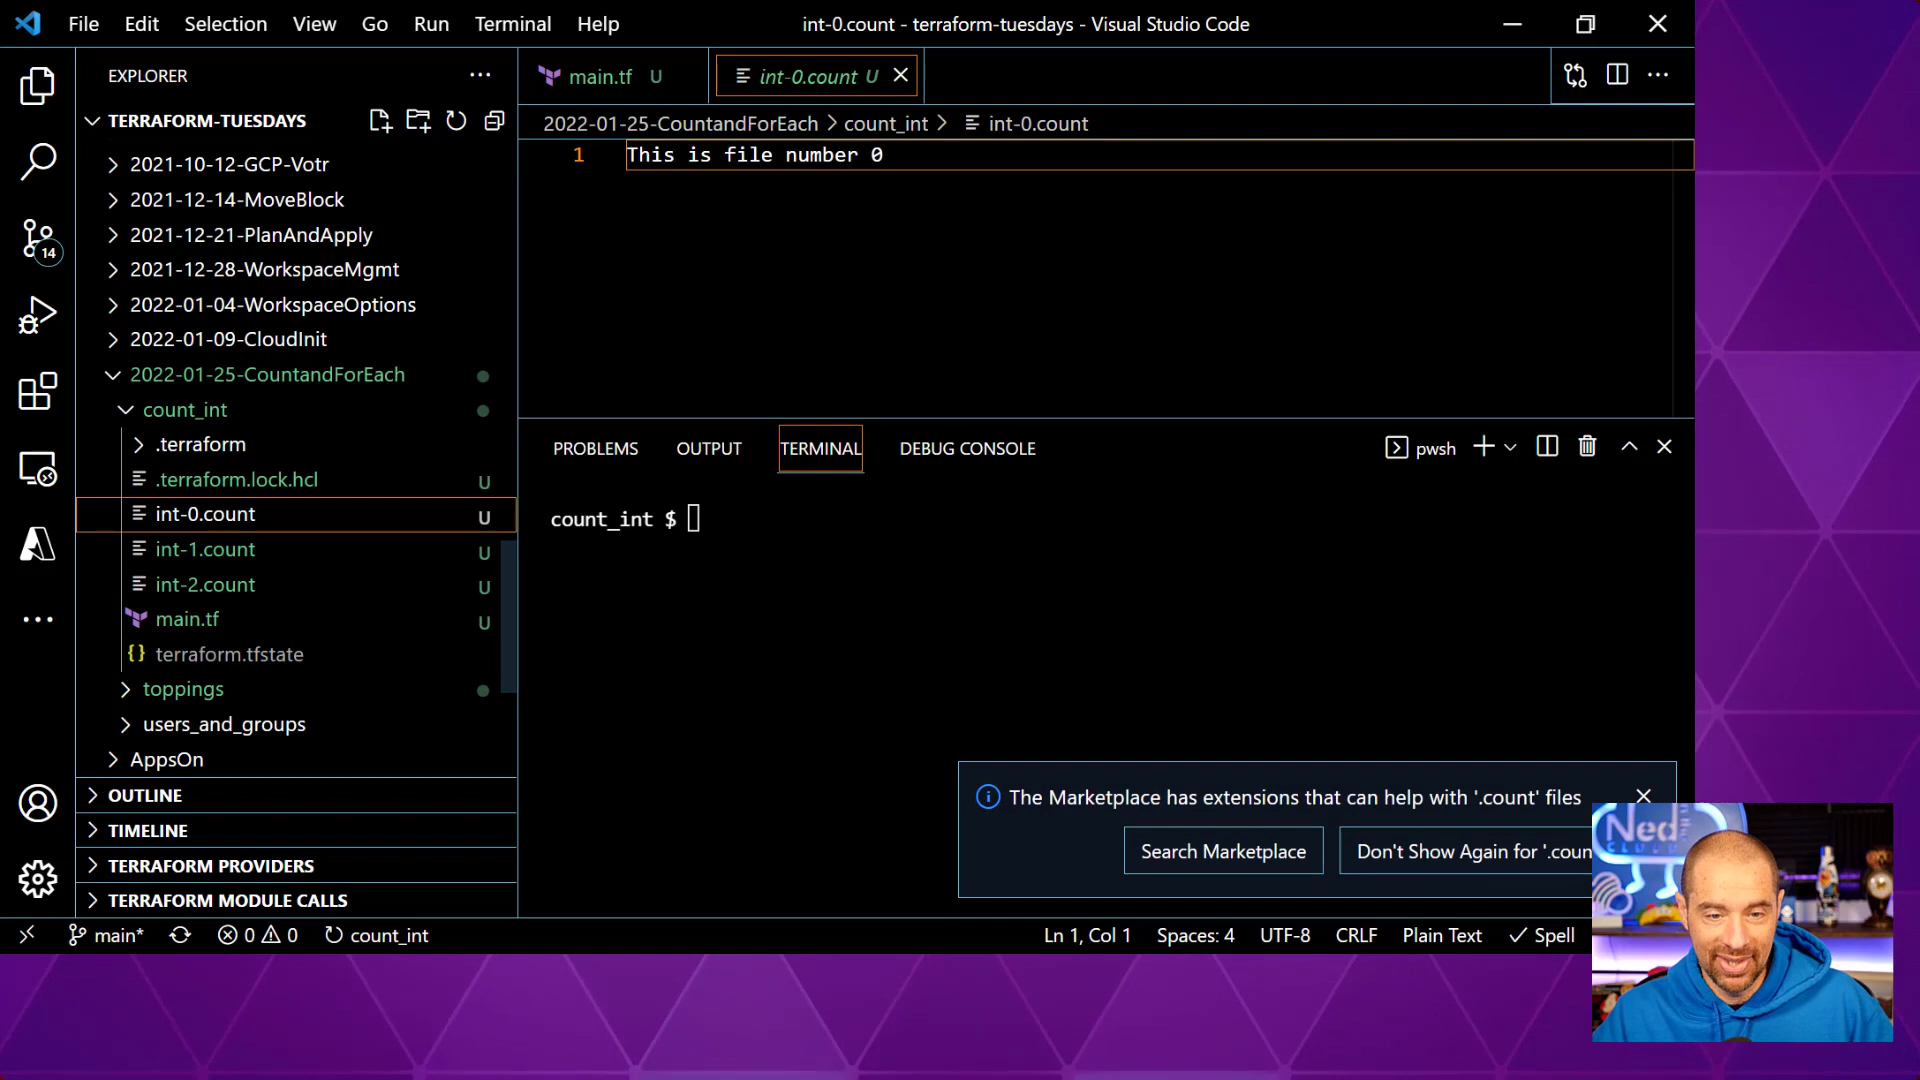 File Edit Selection View Go Run Terminal Help
int-0.count - terraform-tuesdays - Visual Studio Code
EXPLORER
TERRAFORM-TUESDAYS
2021-10-12-GCP-Votr
2021-12-14-MoveBlock
2021-12-21-PlanAndApply
2021-12-28-WorkspaceMgmt
2022-01-04-WorkspaceOptions
2022-01-09-CloudInit
2022-01-25-CountandForEach
count_int
.terraform
.terraform.lock.hcl U
int-0.count U
int-1.count U
int-2.count U
main.tf U
terraform.tfstate
toppings
users_and_groups
AppsOn
OUTLINE
TIMELINE
TERRAFORM PROVIDERS
TERRAFORM MODULE CALLS
14
main.tf U
int-0.count U
2022-01-25-CountandForEach > count_int > int-0.count
1 This is file number 0
PROBLEMS OUTPUT TERMINAL DEBUG CONSOLE
pwsh
count_int $
The Marketplace has extensions that can help with '.count' files
Search Marketplace
Don't Show Again for '.coun
main* 0 0 count_int
Ln 1, Col 1 Spaces: 4 UTF-8 CRLF Plain Text Spell
Ned